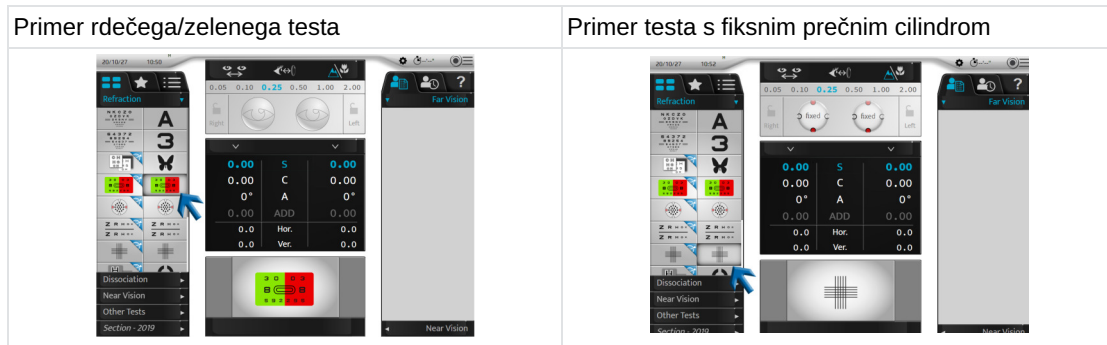 Primer rdečega/zelenega testa
20/10/27 10:50
Refraction
A
3
Dissociation
Near Vision
Other Tests
Section - 2019
0.05 0.10 0.25 0.50 1.00 2.00
Right Left
0.00 S 0.00
0.00 C 0.00
0° A 0°
0.00 ADD 0.00
0.0 Hor. 0.0
0.0 Ver. 0.0
?
Far Vision
Near Vision
Primer testa s fiksnim prečnim cilindrom
20/10/27 10:52
Refraction
A
3
Dissociation
Near Vision
Other Tests
Section - 2019
0.05 0.10 0.25 0.50 1.00 2.00
Right fixed fixed Left
0.00 S 0.00
0.00 C 0.00
0° A 0°
0.00 ADD 0.00
0.0 Hor. 0.0
0.0 Ver. 0.0
?
Far Vision
Near Vision